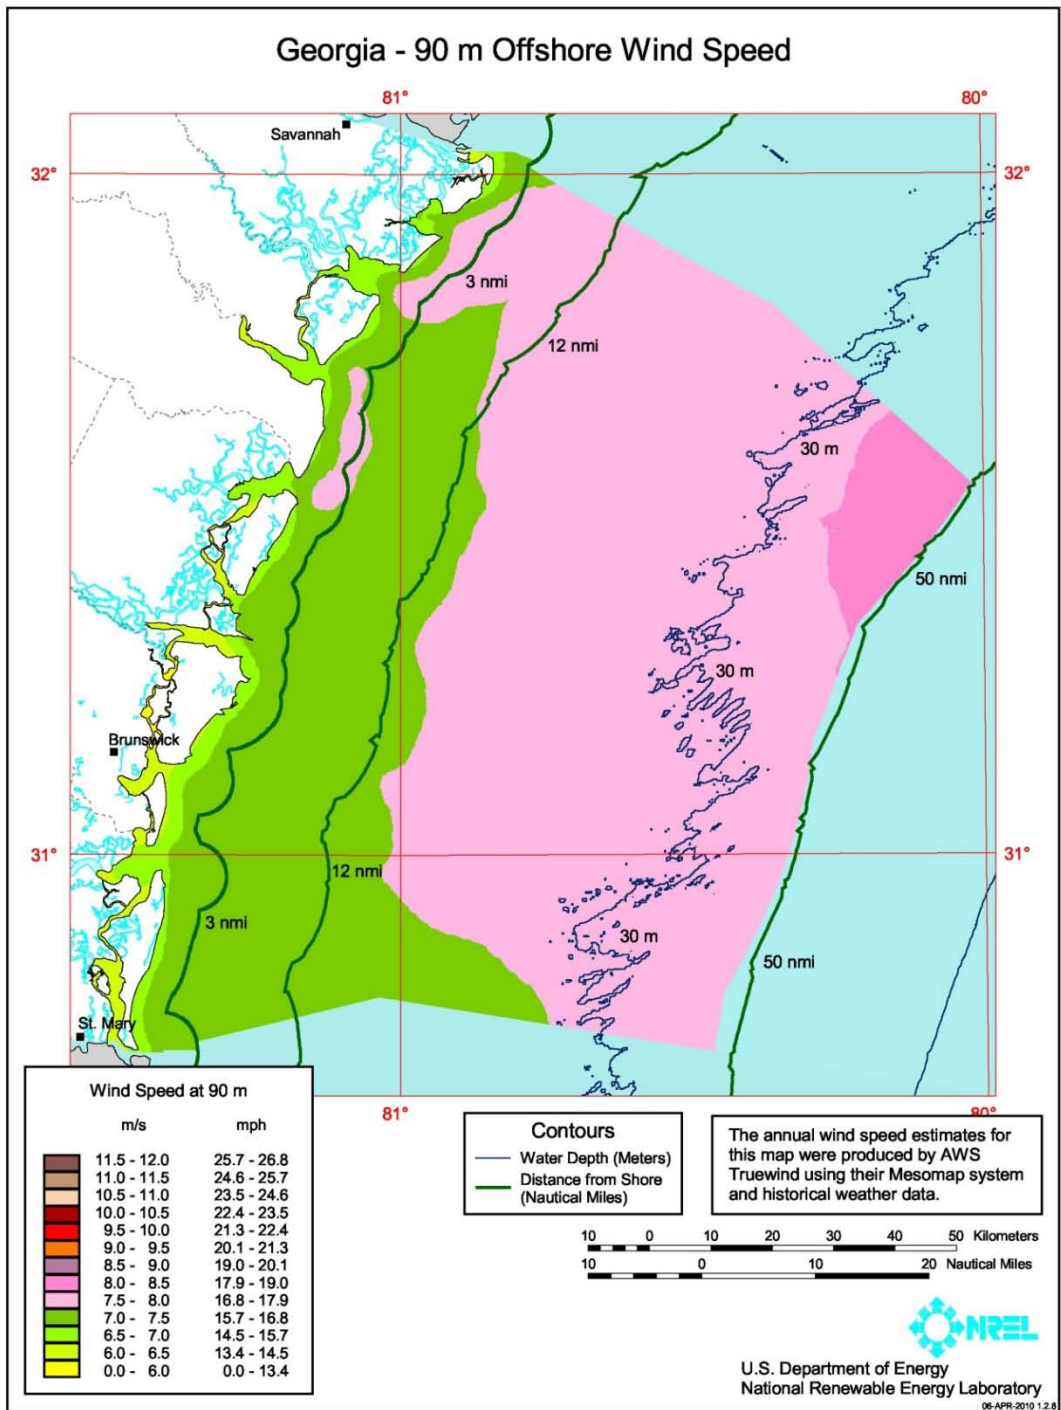 Georgia - 90 m Offshore Wind Speed
81°
80°
Savannah
32°
32°
3 nmi
12 nmi
30 m
50 nmi
30 m
Brunswick
31°
31°
12 nmi
3 nmi
30 m
50 nmi
St. Mary
81°
80°
Wind Speed at 90 m
m/s mph
11.5 - 12.0 25.7 - 26.8
11.0 - 11.5 24.6 - 25.7
10.5 - 11.0 23.5 - 24.6
10.0 - 10.5 22.4 - 23.5
9.5 - 10.0 21.3 - 22.4
9.0 - 9.5 20.1 - 21.3
8.5 - 9.0 19.0 - 20.1
8.0 - 8.5 17.9 - 19.0
7.5 - 8.0 16.8 - 17.9
7.0 - 7.5 15.7 - 16.8
6.5 - 7.0 14.5 - 15.7
6.0 - 6.5 13.4 - 14.5
0.0 - 6.0 0.0 - 13.4
Contours
Water Depth (Meters)
Distance from Shore
(Nautical Miles)
The annual wind speed estimates for
this map were produced by AWS
Truewind using their Mesomap system
and historical weather data.
10 0 10 20 30 40 50 Kilometers
10 0 10 20 Nautical Miles
NREL
U.S. Department of Energy
National Renewable Energy Laboratory
06-APR-2010 1.2.8